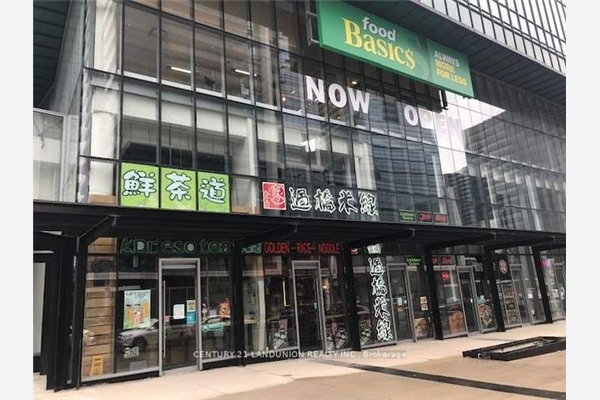 food
Basics
ALWAYS
MORE
FOR LESS
NOW OPEN
鮮茶道
過橋米線
presotea
GOLDEN RICE NOODLE
過橋米線
CENTURY 21 LANDUNION REALTY INC., Brokerage